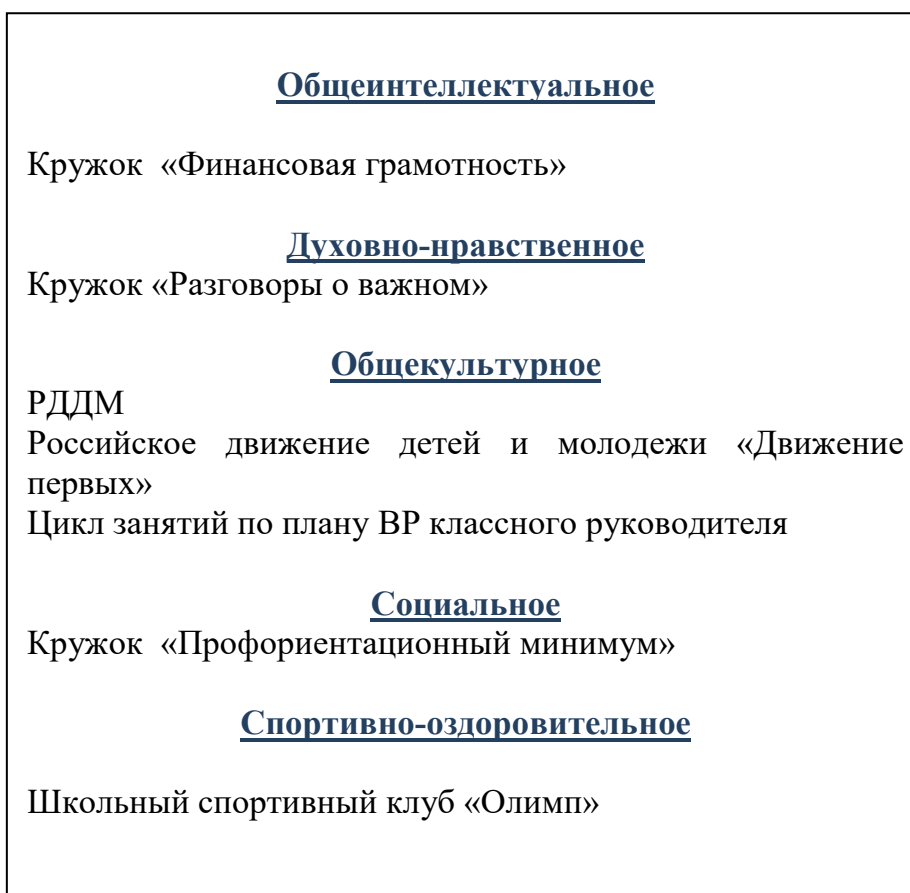 Общеинтеллектуальное
Кружок «Финансовая грамотность»
Духовно-нравственное
Кружок «Разговоры о важном»
Общекультурное
РДДМ
Российское движение детей и молодежи «Движение
первых»
Цикл занятий по плану ВР классного руководителя
Социальное
Кружок «Профориентационный минимум»
Спортивно-оздоровительное
Школьный спортивный клуб «Олимп»